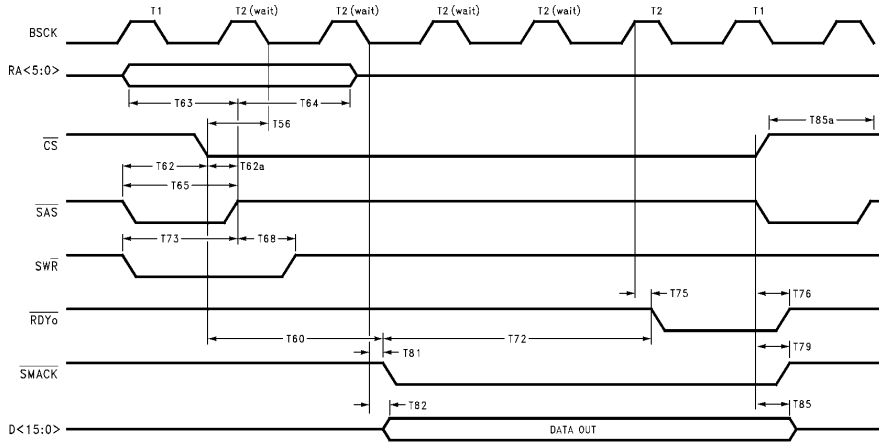 T1 T2 (wait) T2 (wait) T2 (wait) T2 (wait) T2 T1
BSCK
RA<5:0>
T63 T64
T56 T85a
CS
T62 T62a
T65
SAS
T73 T68
SWR
T75 T76
RDYo
T60 T72
T81 T79
SMACK
T82 T85
D<15:0> DATA OUT